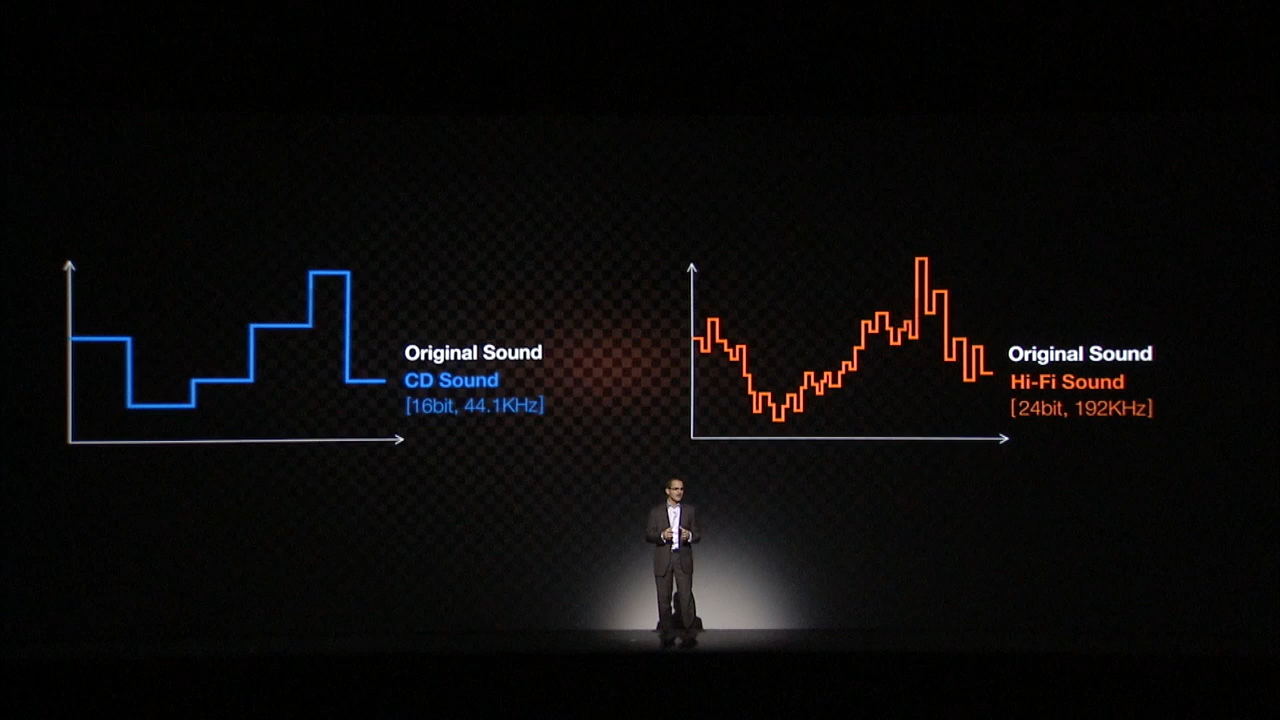 Original Sound
CD Sound
[16bit, 44.1KHz]
Original Sound
Hi-Fi Sound
[24bit, 192KHz]